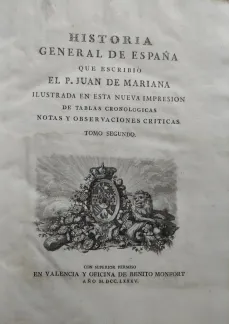 HISTORIA
GENERAL DE ESPAÑA
QUE ESCRIBIÓ
EL P. JUAN DE MARIANA
ILUSTRADA EN ESTA NUEVA IMPRESION
DE TABLAS CRONOLOGICAS
NOTAS Y OBSERVACIONES CRITICAS.
TOMO SEGUNDO.
CON SUPERIOR PERMISO
EN VALENCIA Y OFICINA DE BENITO MONFORT
AÑO M.DCC.LXXXV.